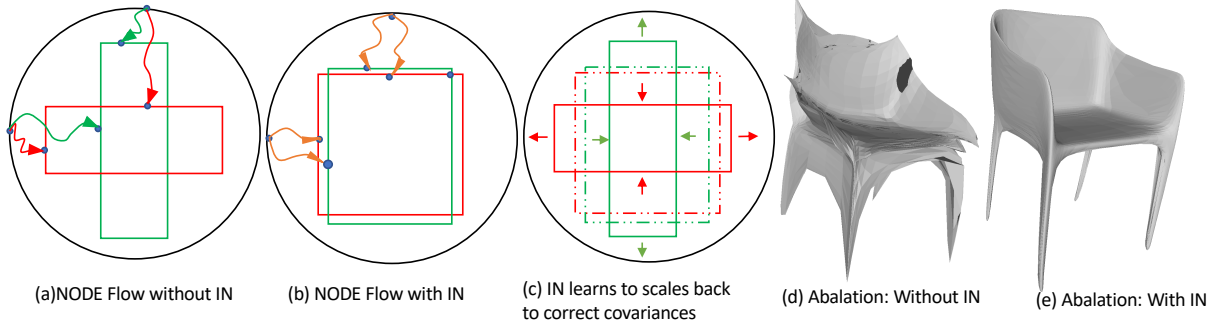 (a)NODE Flow without IN
(b) NODE Flow with IN
(c) IN learns to scales back
to correct covariances
(d) Abalation: Without IN
(e) Abalation: With IN